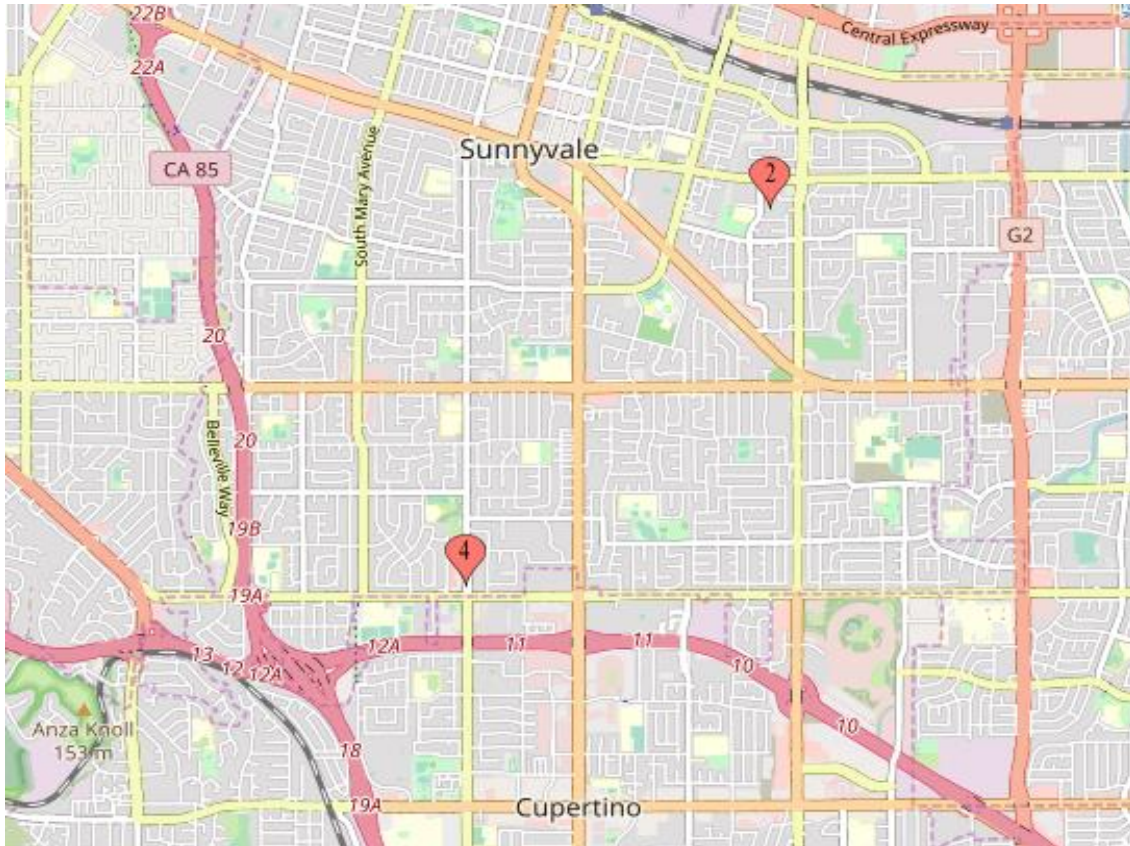 22B
Central Expressway
22A
Sunnyvale
South Mary Avenue
CA 85
2
G2
20
20
Belleville Way
19B
4
19A
12A
11
11
13
12
12A
10
10
Anza Knoll
153 m
18
19A
Cupertino